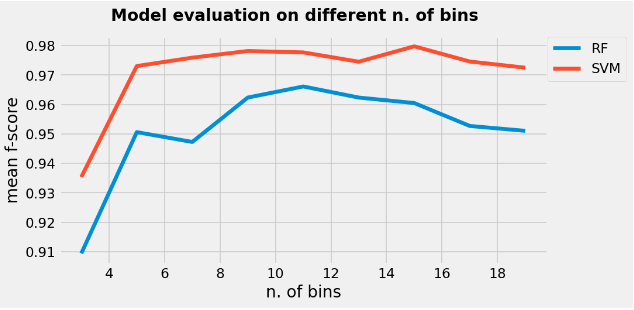 Model evaluation on different n. of bins
RF
SVM
mean f-score
0.98
0.97
0.96
0.95
0.94
0.93
0.92
0.91
4 6 8 10 12 14 16 18
n. of bins